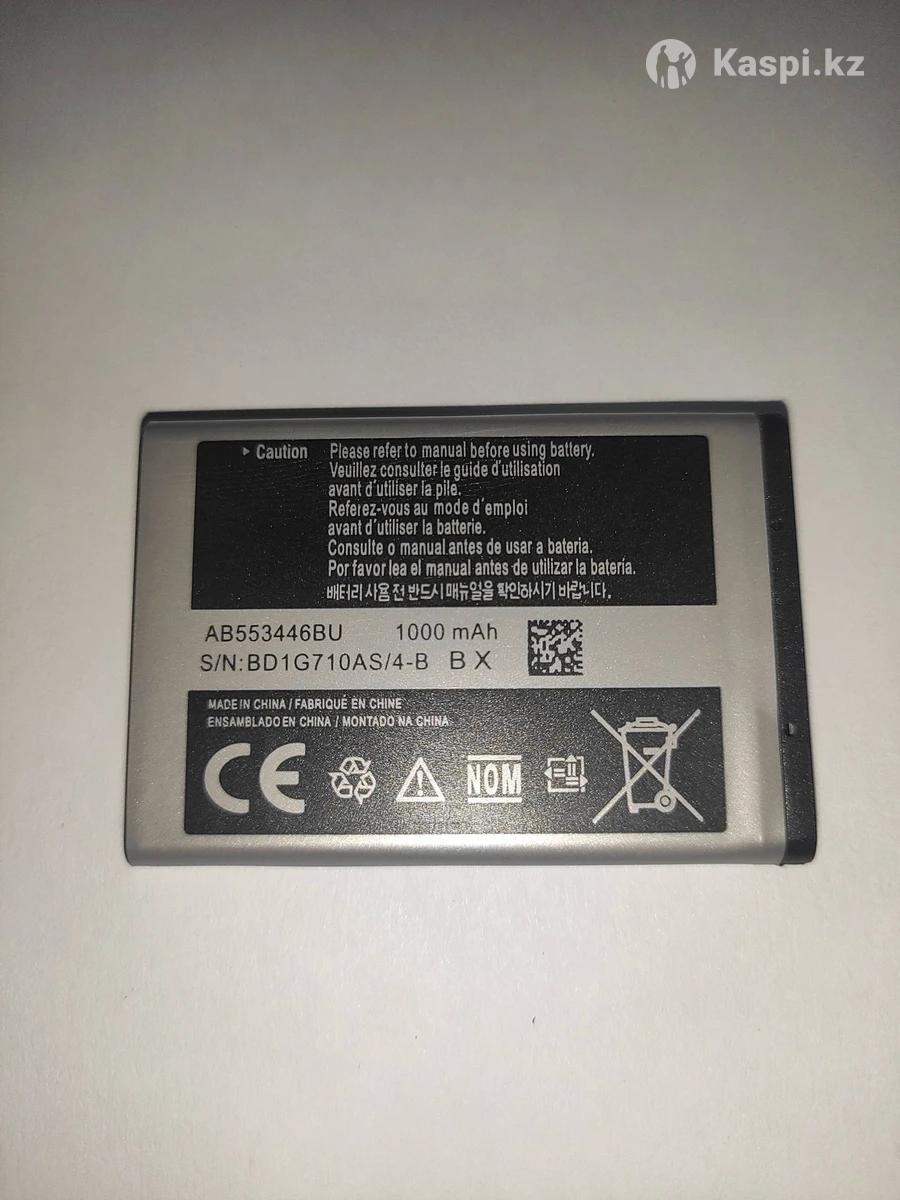 Kaspi.kz
Caution
Please refer to manual before using battery.
Veuillez consulter le guide d'utilisation
avant d'utiliser la pile.
Referez-vous au mode d'emploi
avant d'utiliser la batterie.
Consulte o manual antes de usar a bateria.
Por favor lea el manual antes de utilizar la batería.
배터리 사용 전 반드시 매뉴얼을 확인하시기 바랍니다.
AB553446BU 1000 mAh
S/N:BD1G710AS/4-B B X
MADE IN CHINA / FABRIQUÉ EN CHINE
ENSAMBLADO EN CHINA / MONTADO NA CHINA
CE
NOM